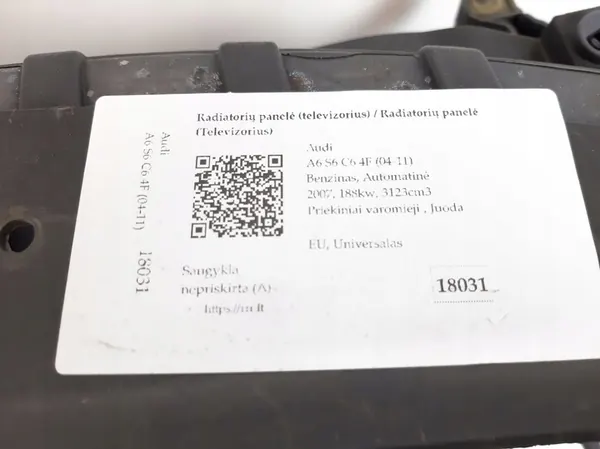 Radiatorių panelė (televizorius) / Radiatorių panelė
(Televizorius)
Audi
A6 S6 C6 4F (04-11)
Benzinas, Automatinė
2007, 188kw, 3123cm3
Priekiniai varomieji , Juoda
EU, Universalas
Saugykla
nepriskirta (A)-
18031
Audi
A6 S6 C6 4F (04-11)
18031